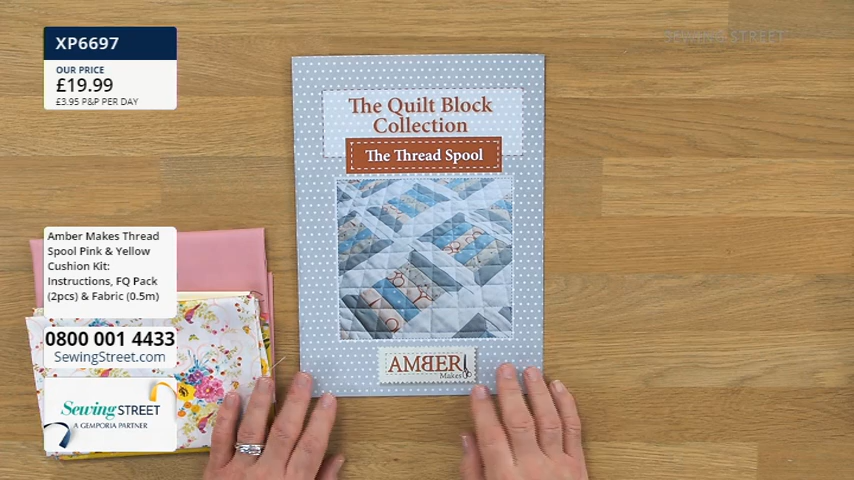 XP6697
OUR PRICE
£19.99
£3.95 P&P PER DAY
SEWING STREET
The Quilt Block
Collection
The Thread Spool
AMBER
Makes
Amber Makes Thread
Spool Pink & Yellow
Cushion Kit:
Instructions, FQ Pack
(2pcs) & Fabric (0.5m)
0800 001 4433
SewingStreet.com
Sewing STREET
A GEMPORIA PARTNER